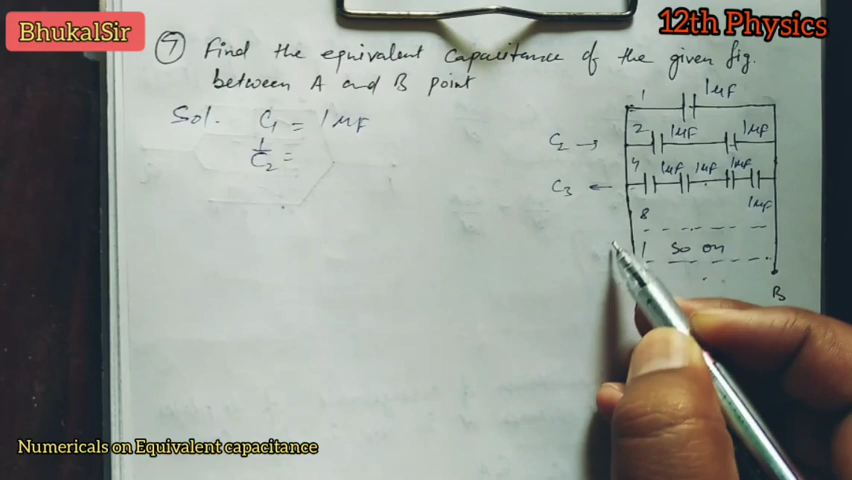 BhukalSir
12th Physics
7 Find the equivalent capacitance of the given fig.
between A and B point
Sol. C1 = 1 μF
1/C2 =
1 1μF
C2 → 2 1μF 1μF
C3 ← 4 1μF 1μF 1μF
1μF
8
so on
B
Numericals on Equivalent capacitance